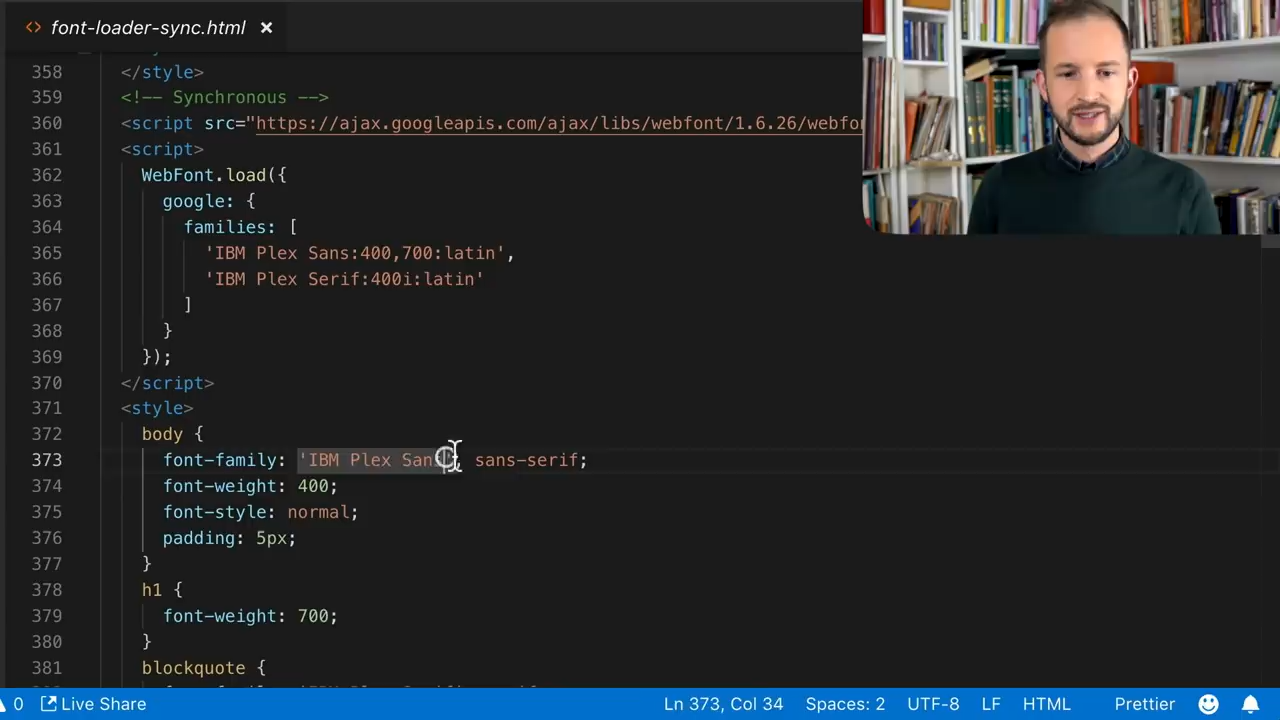 font-loader-sync.html
358 </style>
359 <!-- Synchronous -->
360 <script src="https://ajax.googleapis.com/ajax/libs/webfont/1.6.26/webfon
361 <script>
362 WebFont.load({
363 google: {
364 families: [
365 'IBM Plex Sans:400,700:latin',
366 'IBM Plex Serif:400i:latin'
367 ]
368 }
369 });
370 </script>
371 <style>
372 body {
373 font-family: 'IBM Plex Sans', sans-serif;
374 font-weight: 400;
375 font-style: normal;
376 padding: 5px;
377 }
378 h1 {
379 font-weight: 700;
380 }
381 blockquote {
0 Live Share Ln 373, Col 34 Spaces: 2 UTF-8 LF HTML Prettier